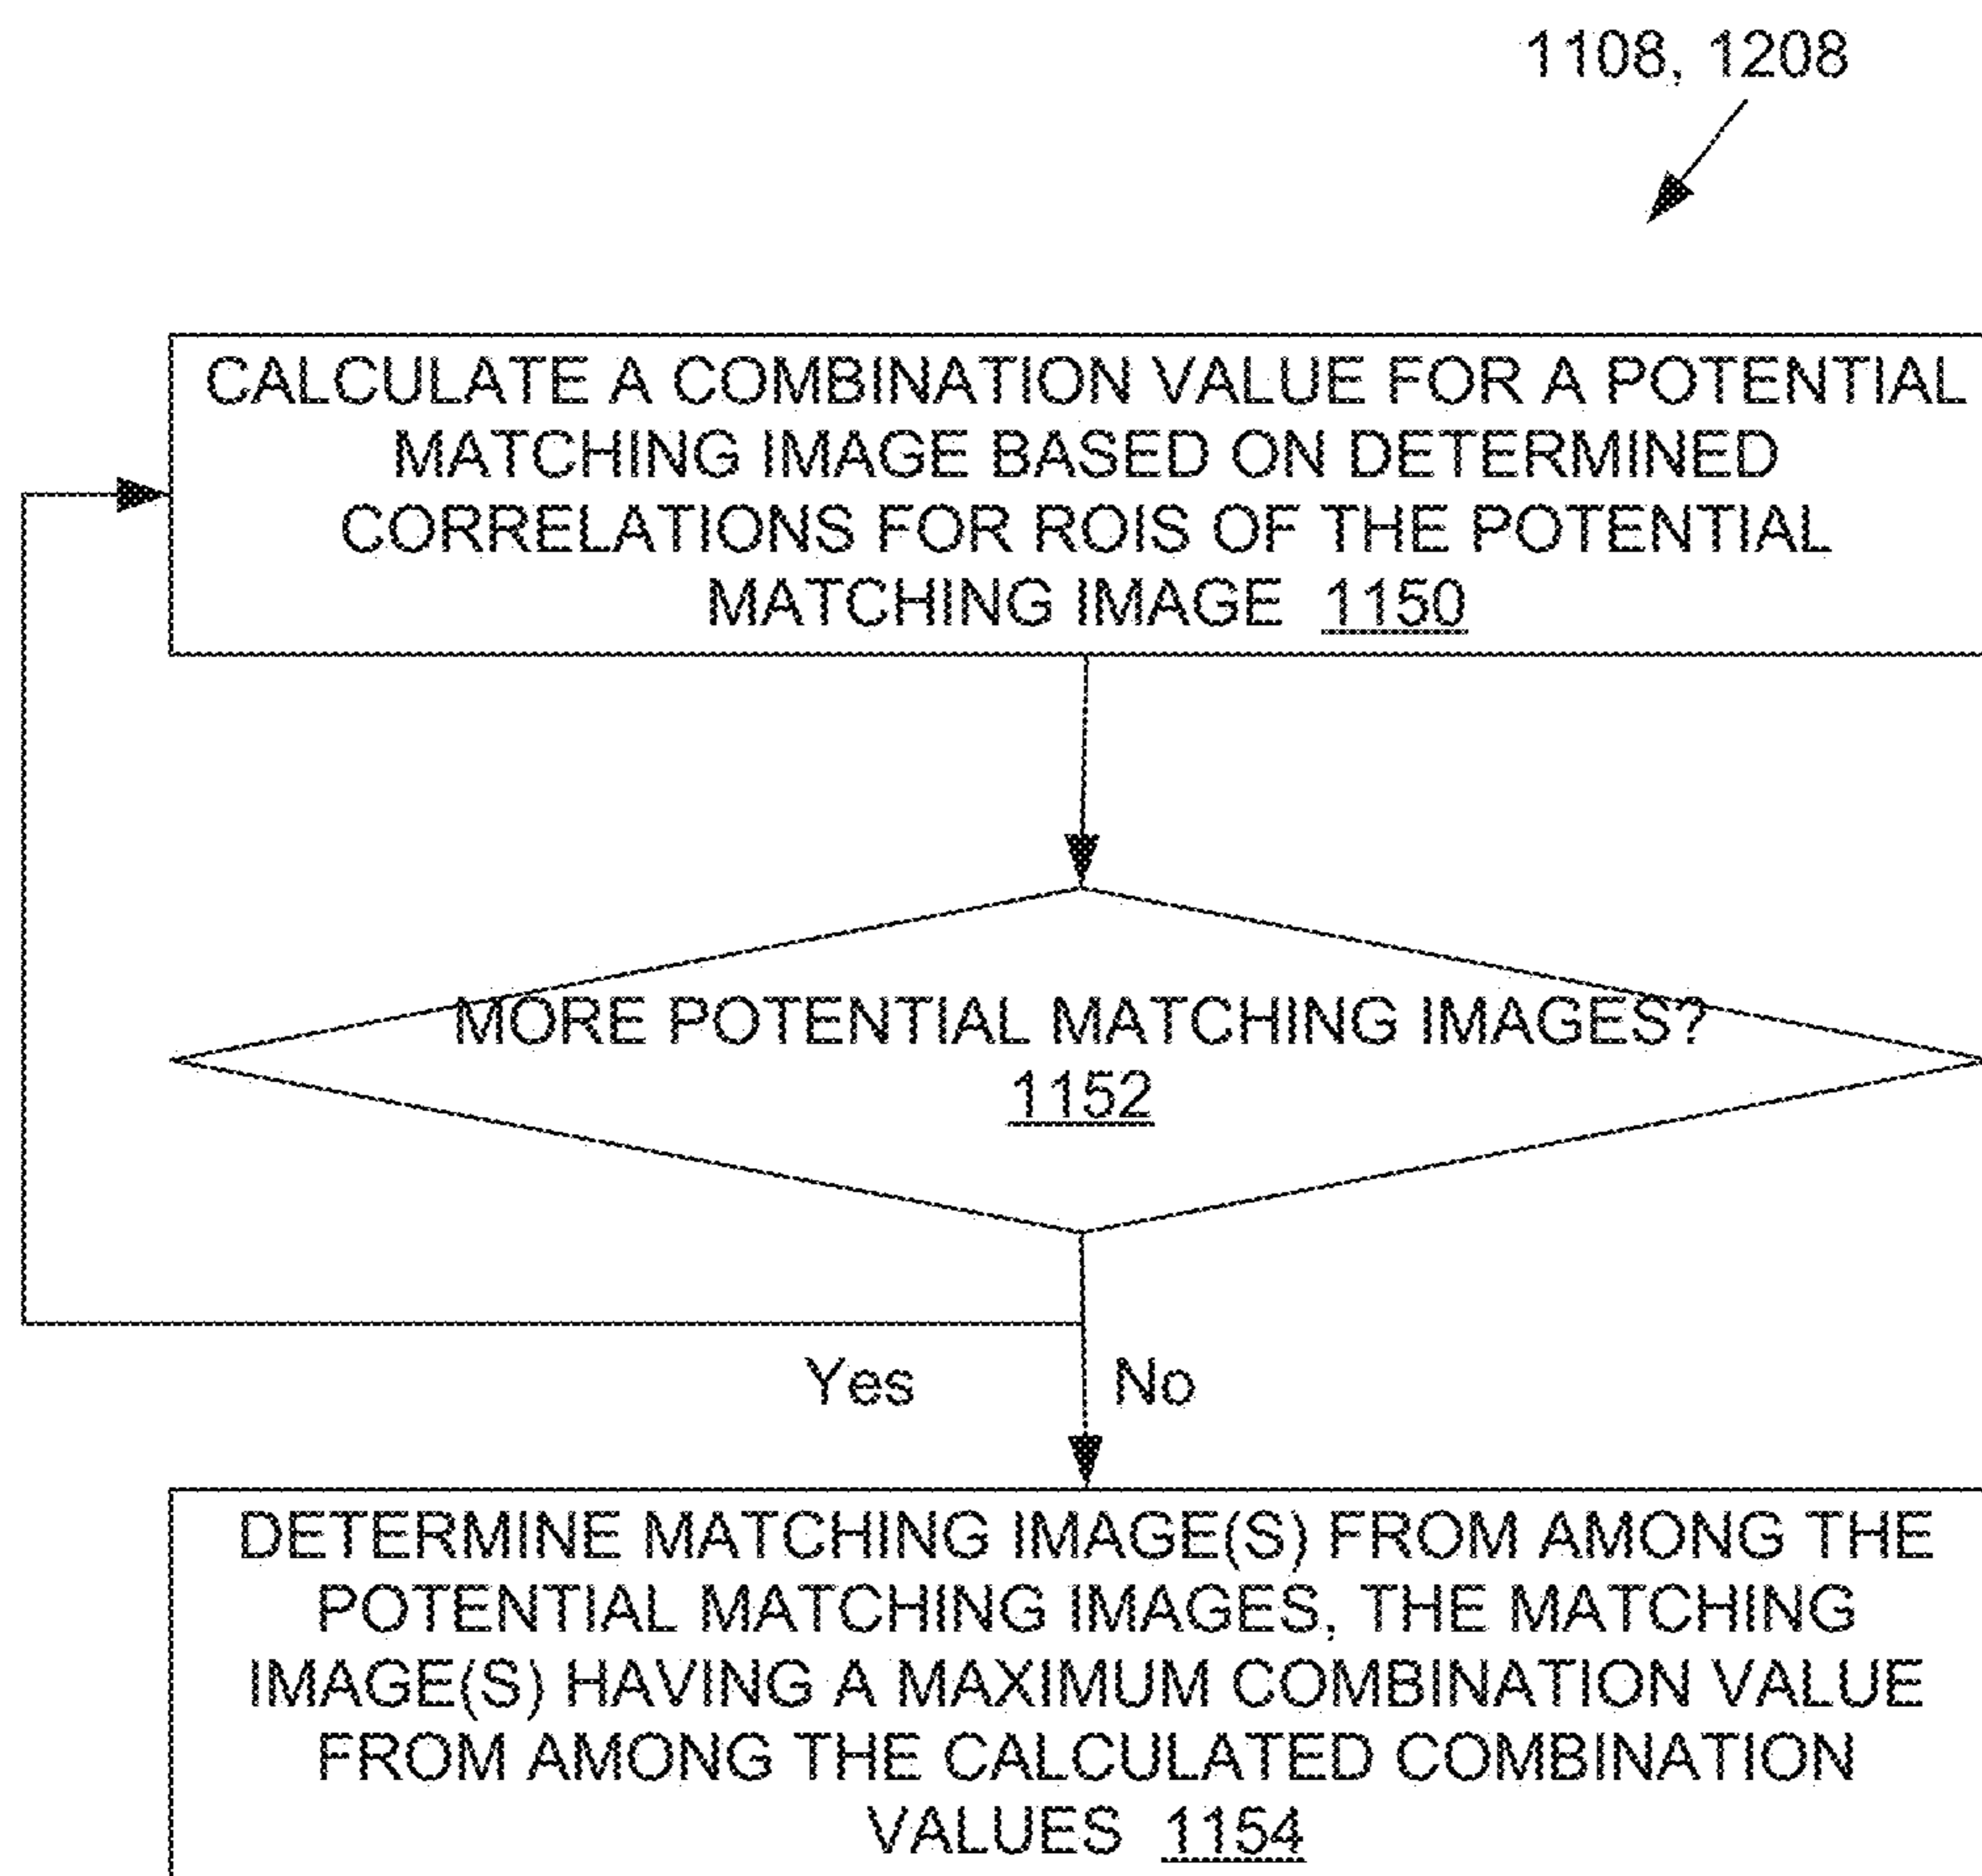 1108, 1208
CALCULATE A COMBINATION VALUE FOR A POTENTIAL
MATCHING IMAGE BASED ON DETERMINED
CORRELATIONS FOR ROIS OF THE POTENTIAL
MATCHING IMAGE 1150
MORE POTENTIAL MATCHING IMAGES?
1152
Yes No
DETERMINE MATCHING IMAGE(S) FROM AMONG THE
POTENTIAL MATCHING IMAGES, THE MATCHING
IMAGE(S) HAVING A MAXIMUM COMBINATION VALUE
FROM AMONG THE CALCULATED COMBINATION
VALUES 1154